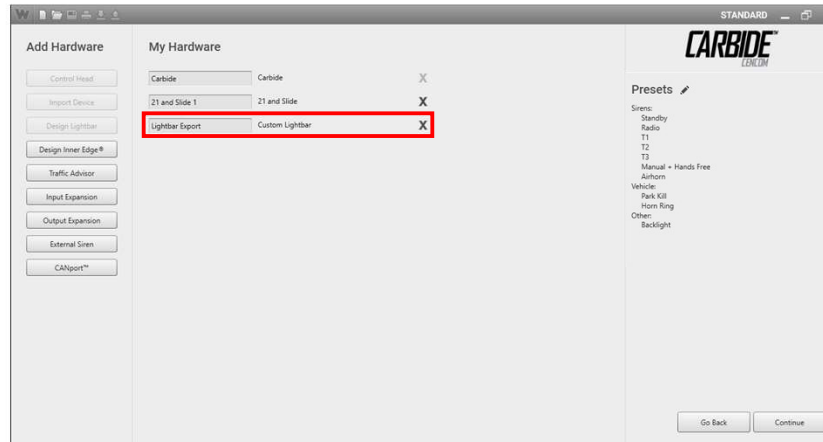 STANDARD
Add Hardware
Control Head
Import Device
Design Lightbar
Design Inner Edge®
Traffic Advisor
Input Expansion
Output Expansion
External Siren
CANport™
My Hardware
Carbide Carbide X
21 and Slide 1 21 and Slide X
Lightbar Export Custom Lightbar X
CARBIDE™
CENCOM
Presets
Sirens:
Standby
Radio
T1
T2
T3
Manual + Hands Free
Airhorn
Vehicle:
Park Kill
Horn Ring
Other:
Backlight
Go Back Continue